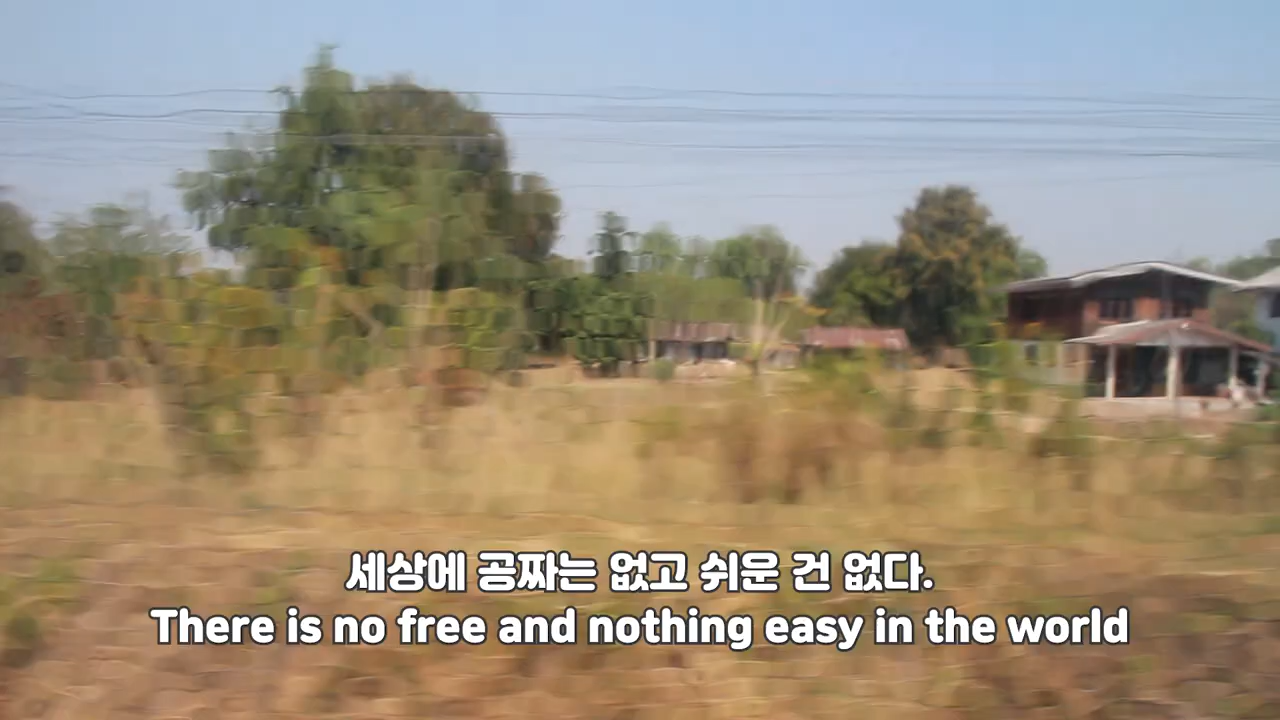 세상에 공짜는 없고 쉬운 건 없다.
There is no free and nothing easy in the world